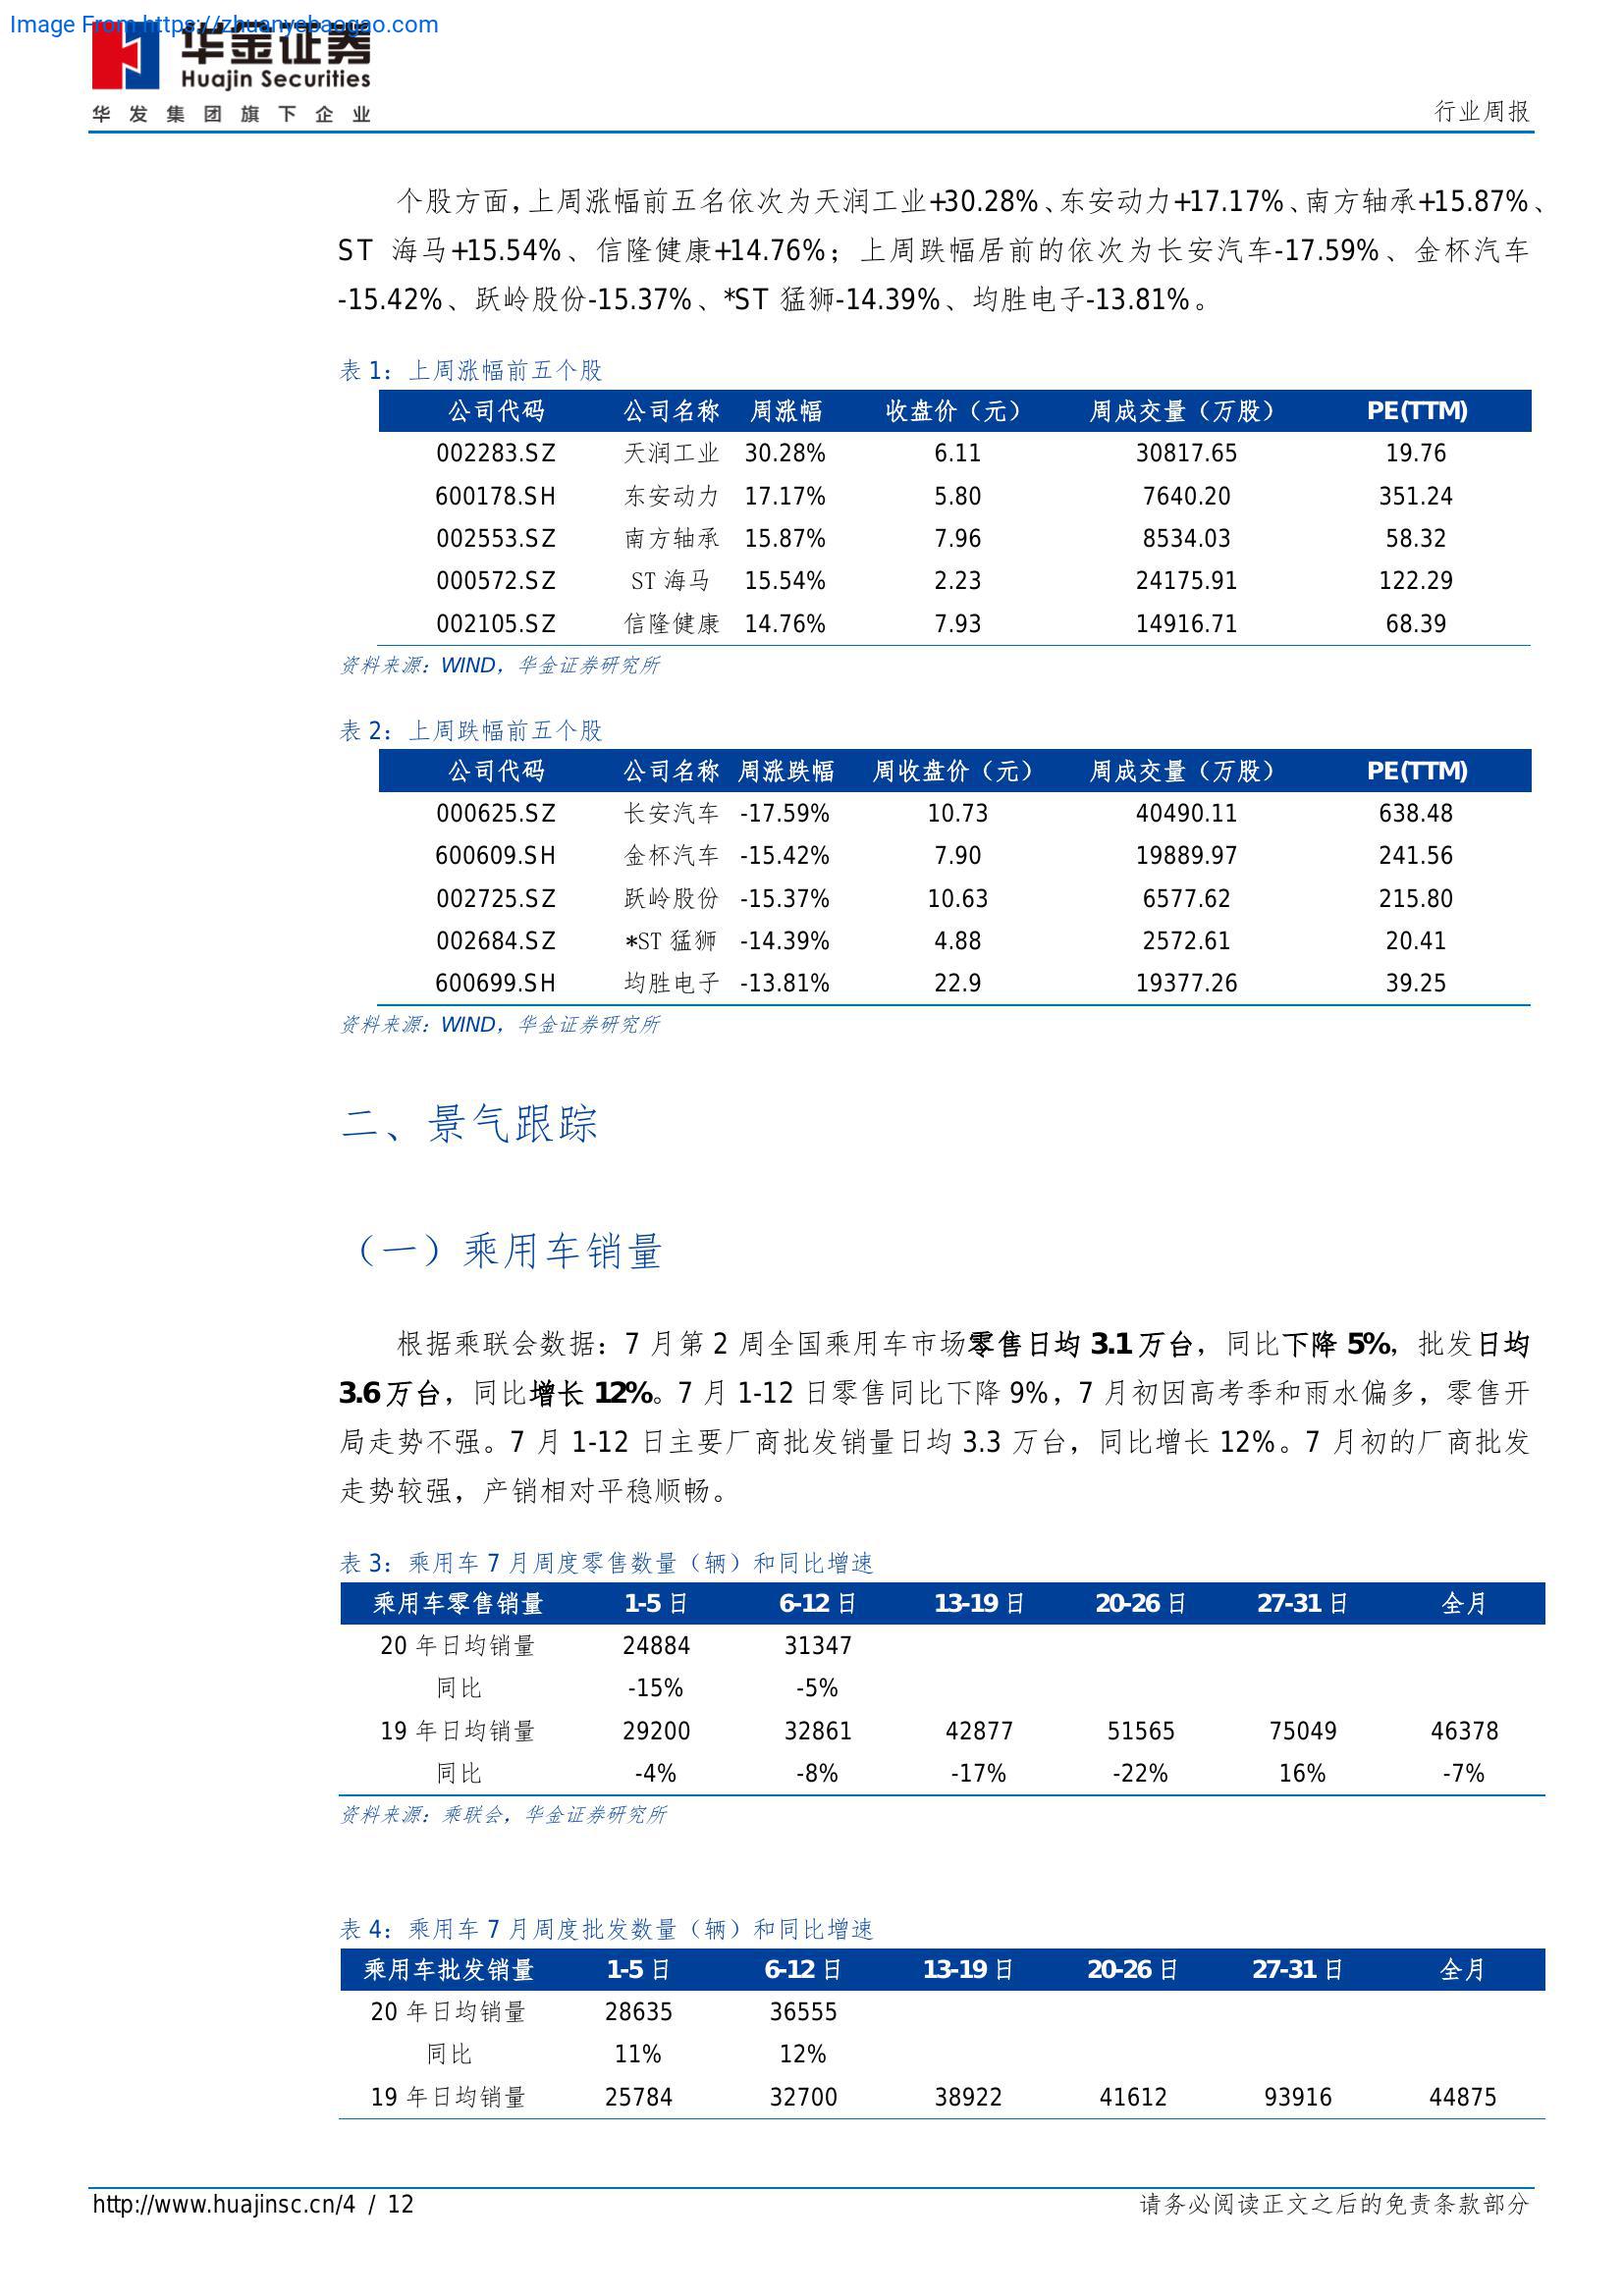 Image From https://zhuanyebaogao.com
华金证券
Huajin Securities
华发集团旗下企业
行业周报
个股方面，上周涨幅前五名依次为天润工业+30.28%、东安动力+17.17%、南方轴承+15.87%、
ST 海马+15.54%、信隆健康+14.76%；上周跌幅居前的依次为长安汽车-17.59%、金杯汽车
-15.42%、跃岭股份-15.37%、*ST 猛狮-14.39%、均胜电子-13.81%。
表 1：上周涨幅前五个股
公司代码 公司名称 周涨幅 收盘价（元） 周成交量（万股） PE(TTM)
002283.SZ 天润工业 30.28% 6.11 30817.65 19.76
600178.SH 东安动力 17.17% 5.80 7640.20 351.24
002553.SZ 南方轴承 15.87% 7.96 8534.03 58.32
000572.SZ ST 海马 15.54% 2.23 24175.91 122.29
002105.SZ 信隆健康 14.76% 7.93 14916.71 68.39
资料来源：WIND，华金证券研究所
表 2：上周跌幅前五个股
公司代码 公司名称 周涨跌幅 周收盘价（元） 周成交量（万股） PE(TTM)
000625.SZ 长安汽车 -17.59% 10.73 40490.11 638.48
600609.SH 金杯汽车 -15.42% 7.90 19889.97 241.56
002725.SZ 跃岭股份 -15.37% 10.63 6577.62 215.80
002684.SZ *ST 猛狮 -14.39% 4.88 2572.61 20.41
600699.SH 均胜电子 -13.81% 22.9 19377.26 39.25
资料来源：WIND，华金证券研究所
二、景气跟踪
（一）乘用车销量
根据乘联会数据：7 月第 2 周全国乘用车市场零售日均 3.1 万台，同比下降 5%，批发日均
3.6 万台，同比增长 12%。7 月 1-12 日零售同比下降 9%，7 月初因高考季和雨水偏多，零售开
局走势不强。7 月 1-12 日主要厂商批发销量日均 3.3 万台，同比增长 12%。7 月初的厂商批发
走势较强，产销相对平稳顺畅。
表 3：乘用车 7 月周度零售数量（辆）和同比增速
乘用车零售销量 1-5 日 6-12 日 13-19 日 20-26 日 27-31 日 全月
20 年日均销量 24884 31347
同比 -15% -5%
19 年日均销量 29200 32861 42877 51565 75049 46378
同比 -4% -8% -17% -22% 16% -7%
资料来源：乘联会，华金证券研究所
表 4：乘用车 7 月周度批发数量（辆）和同比增速
乘用车批发销量 1-5 日 6-12 日 13-19 日 20-26 日 27-31 日 全月
20 年日均销量 28635 36555
同比 11% 12%
19 年日均销量 25784 32700 38922 41612 93916 44875
http://www.huajinsc.cn/4 / 12
请务必阅读正文之后的免责条款部分